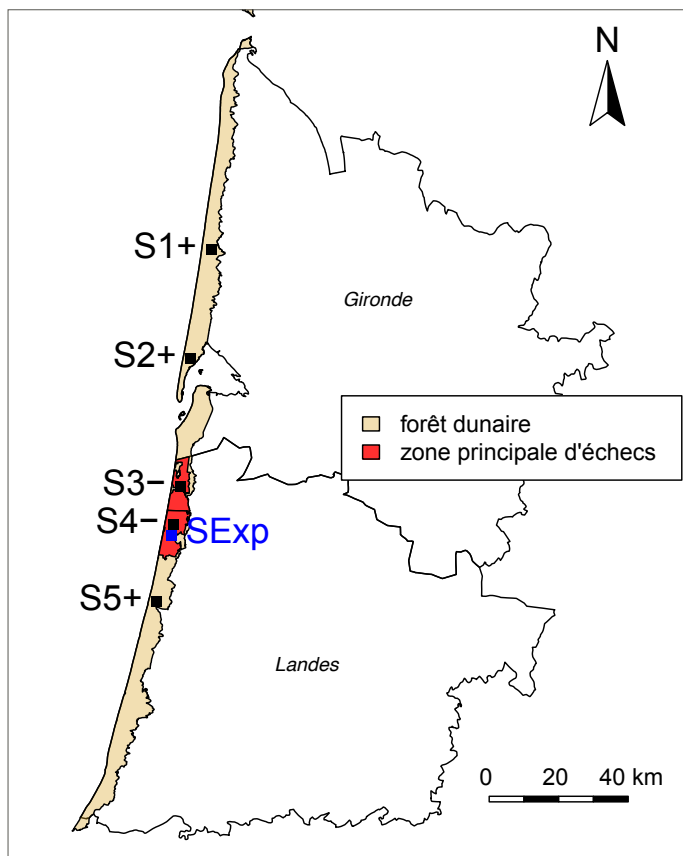 N
S1+
Gironde
S2+
forêt dunaire
zone principale d'échecs
S3−
S4−
SExp
S5+
Landes
0 20 40 km